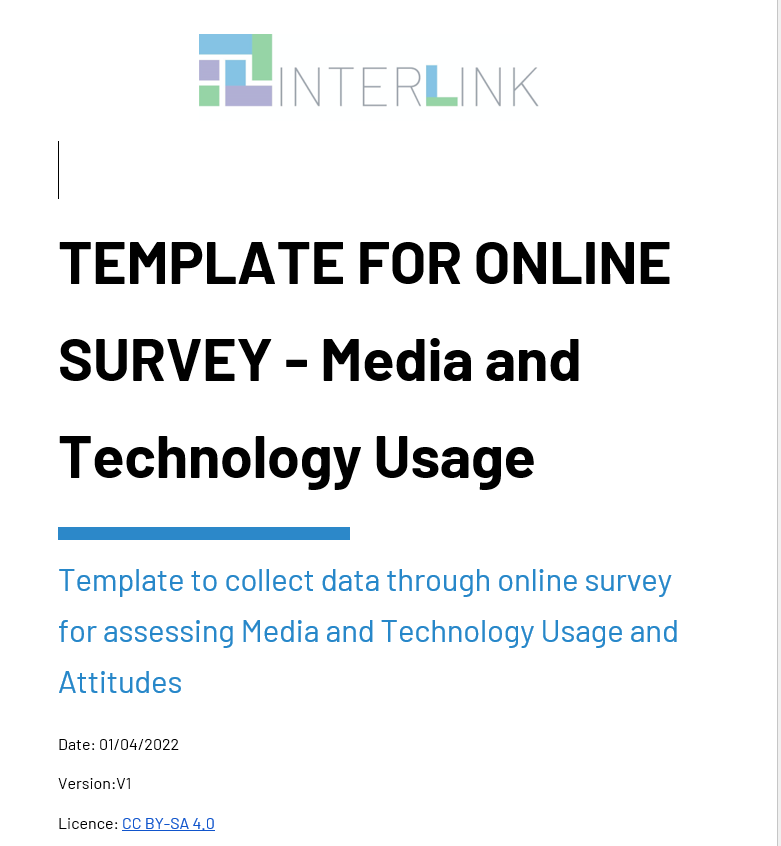 INTERLINK
TEMPLATE FOR ONLINE
SURVEY - Media and
Technology Usage
Template to collect data through online survey
for assessing Media and Technology Usage and
Attitudes
Date: 01/04/2022
Version:V1
Licence: CC BY-SA 4.0